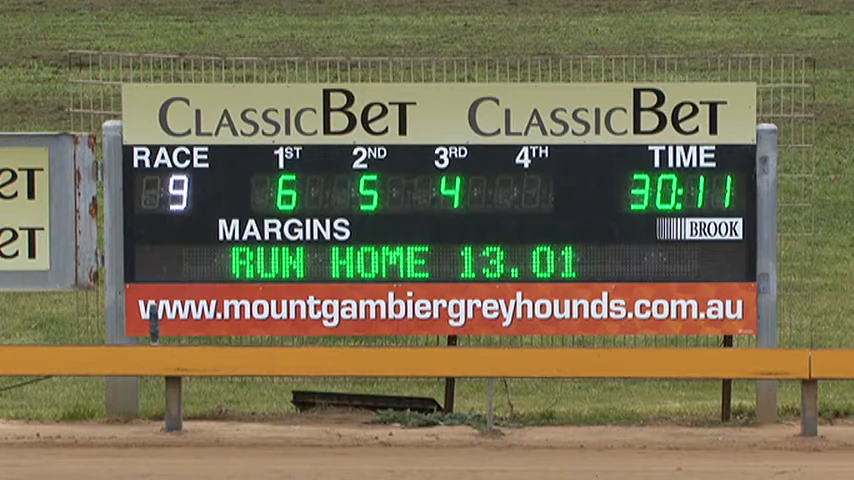 CLASSICBET CLASSICBET
RACE 1ST 2ND 3RD 4TH TIME
9 6 5 4 30:11
MARGINS BROOK
RUN HOME 13.01
www.mountgambiergreyhounds.com.au